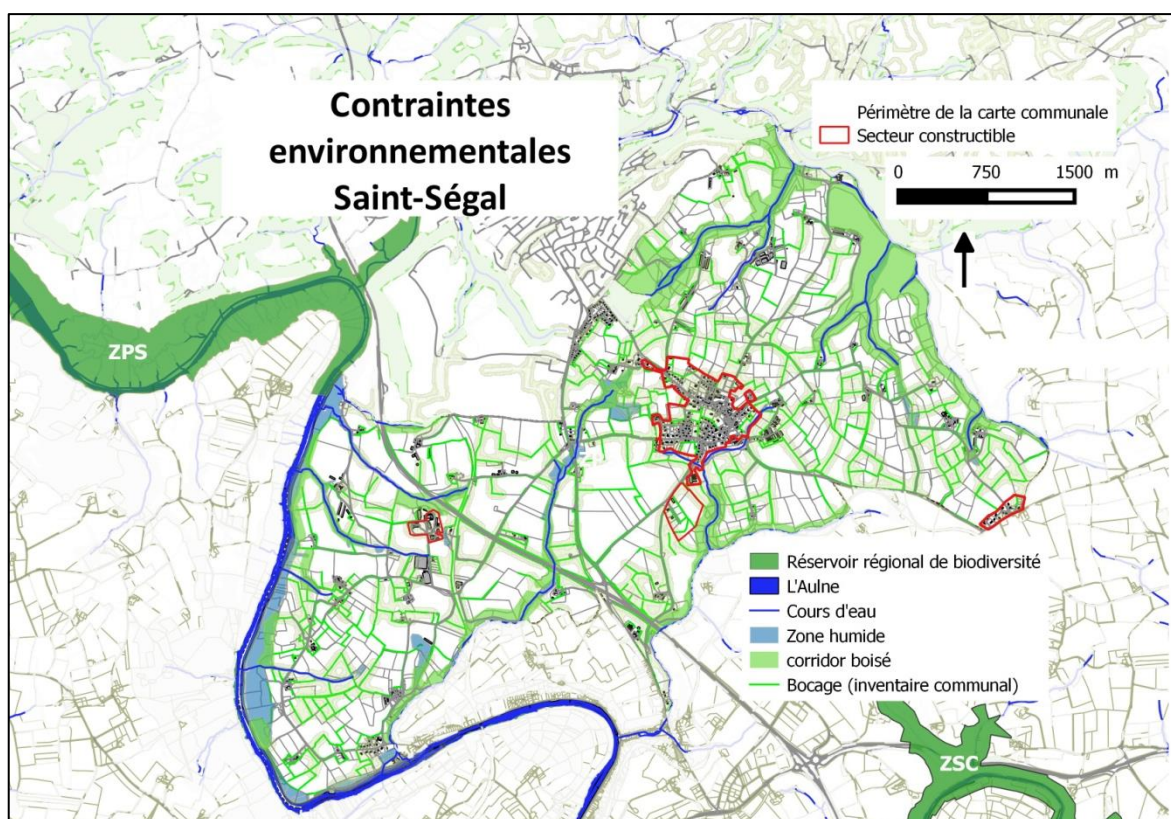 Contraintes
environnementales
Saint-Ségal
Périmètre de la carte communale
Secteur constructible
0 750 1500 m
ZPS
Réservoir régional de biodiversité
L'Aulne
Cours d'eau
Zone humide
corridor boisé
Bocage (inventaire communal)
ZSC